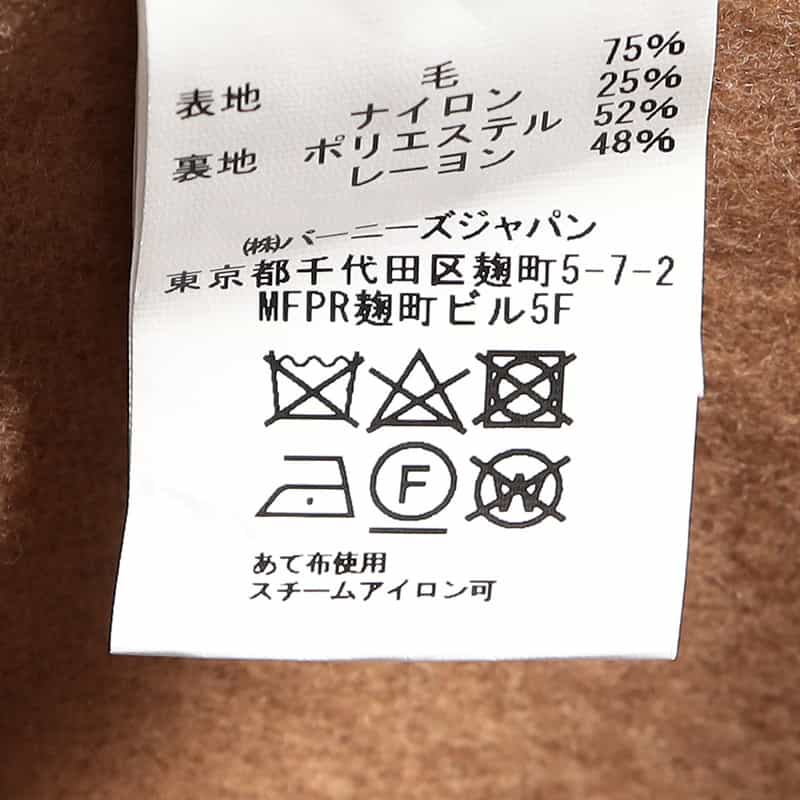 表地 毛 75%
ナイロン 25%
裏地 ポリエステル 52%
レーヨン 48%
(株)バーニーズジャパン
東京都千代田区麹町5-7-2
MFPR麹町ビル5F
F
W
あて布使用
スチームアイロン可